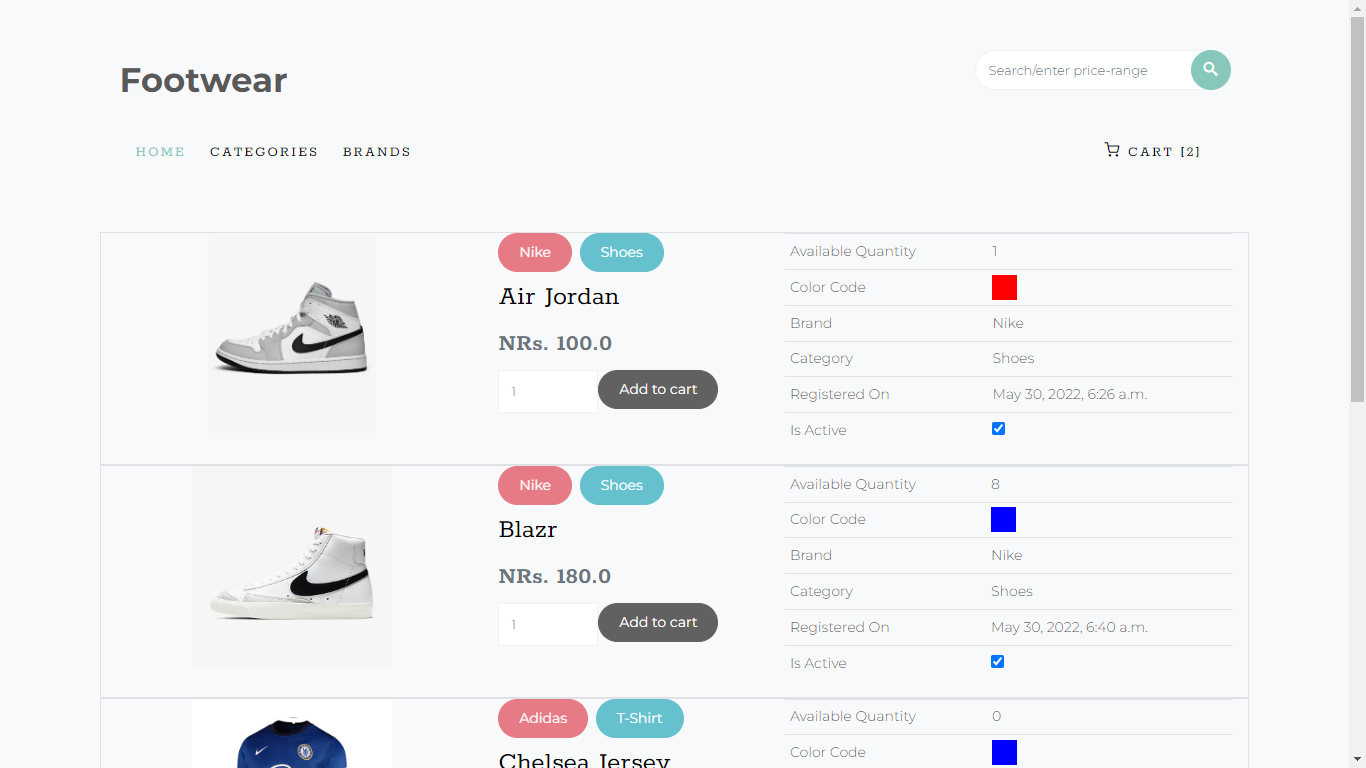 Footwear
Search/enter price-range
HOME CATEGORIES BRANDS CART [2]
Nike Shoes
Air Jordan
NRs. 100.0
1 Add to cart
Available Quantity 1
Color Code
Brand Nike
Category Shoes
Registered On May 30, 2022, 6:26 a.m.
Is Active
Nike Shoes
Blazr
NRs. 180.0
1 Add to cart
Available Quantity 8
Color Code
Brand Nike
Category Shoes
Registered On May 30, 2022, 6:40 a.m.
Is Active
Adidas T-Shirt
Chelsea Jersey
Available Quantity 0
Color Code